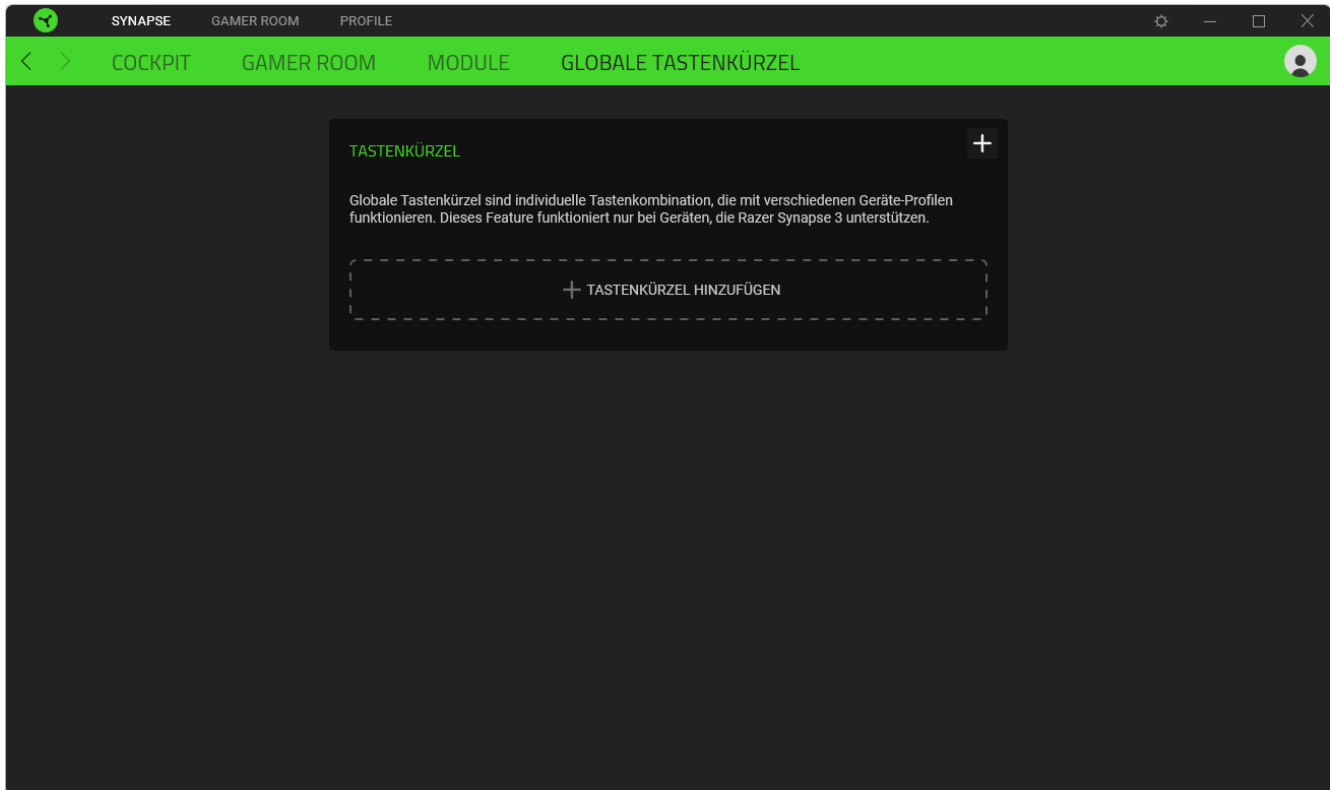 SYNAPSE GAMER ROOM PROFILE
COCKPIT GAMER ROOM MODULE GLOBALE TASTENKÜRZEL
TASTENKÜRZEL
Globale Tastenkürzel sind individuelle Tastenkombination, die mit verschiedenen Geräte-Profilen
funktionieren. Dieses Feature funktioniert nur bei Geräten, die Razer Synapse 3 unterstützen.
TASTENKÜRZEL HINZUFÜGEN